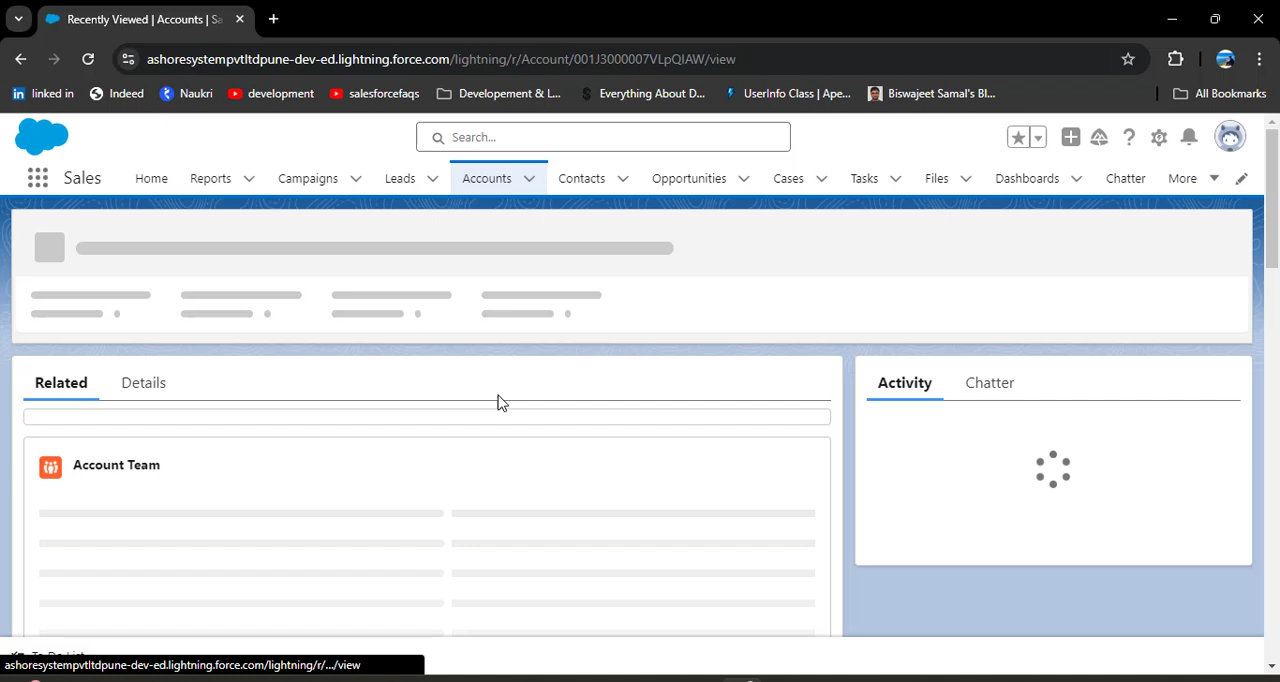 Recently Viewed | Accounts | Sa
ashoresystempvtltdpune-dev-ed.lightning.force.com/lightning/r/Account/001J3000007VLpQIAW/view
linked in Indeed Naukri development salesforcefaqs Developement & L... Everything About D... UserInfo Class | Ape... Biswajeet Samal's Bl... All Bookmarks
Search...
Sales Home Reports Campaigns Leads Accounts Contacts Opportunities Cases Tasks Files Dashboards Chatter More
Related Details
Activity Chatter
Account Team
To Do List
ashoresystempvtltdpune-dev-ed.lightning.force.com/lightning/r/.../view